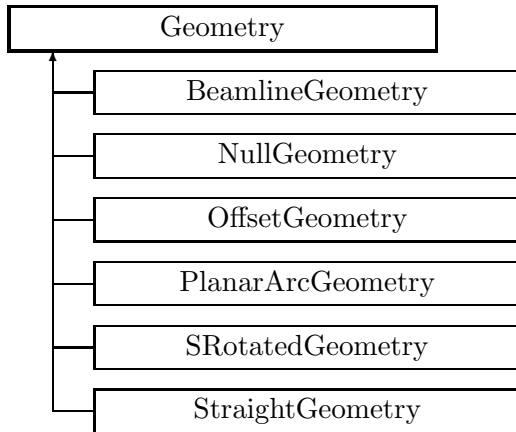 Geometry
BeamlineGeometry
NullGeometry
OffsetGeometry
PlanarArcGeometry
SRotatedGeometry
StraightGeometry